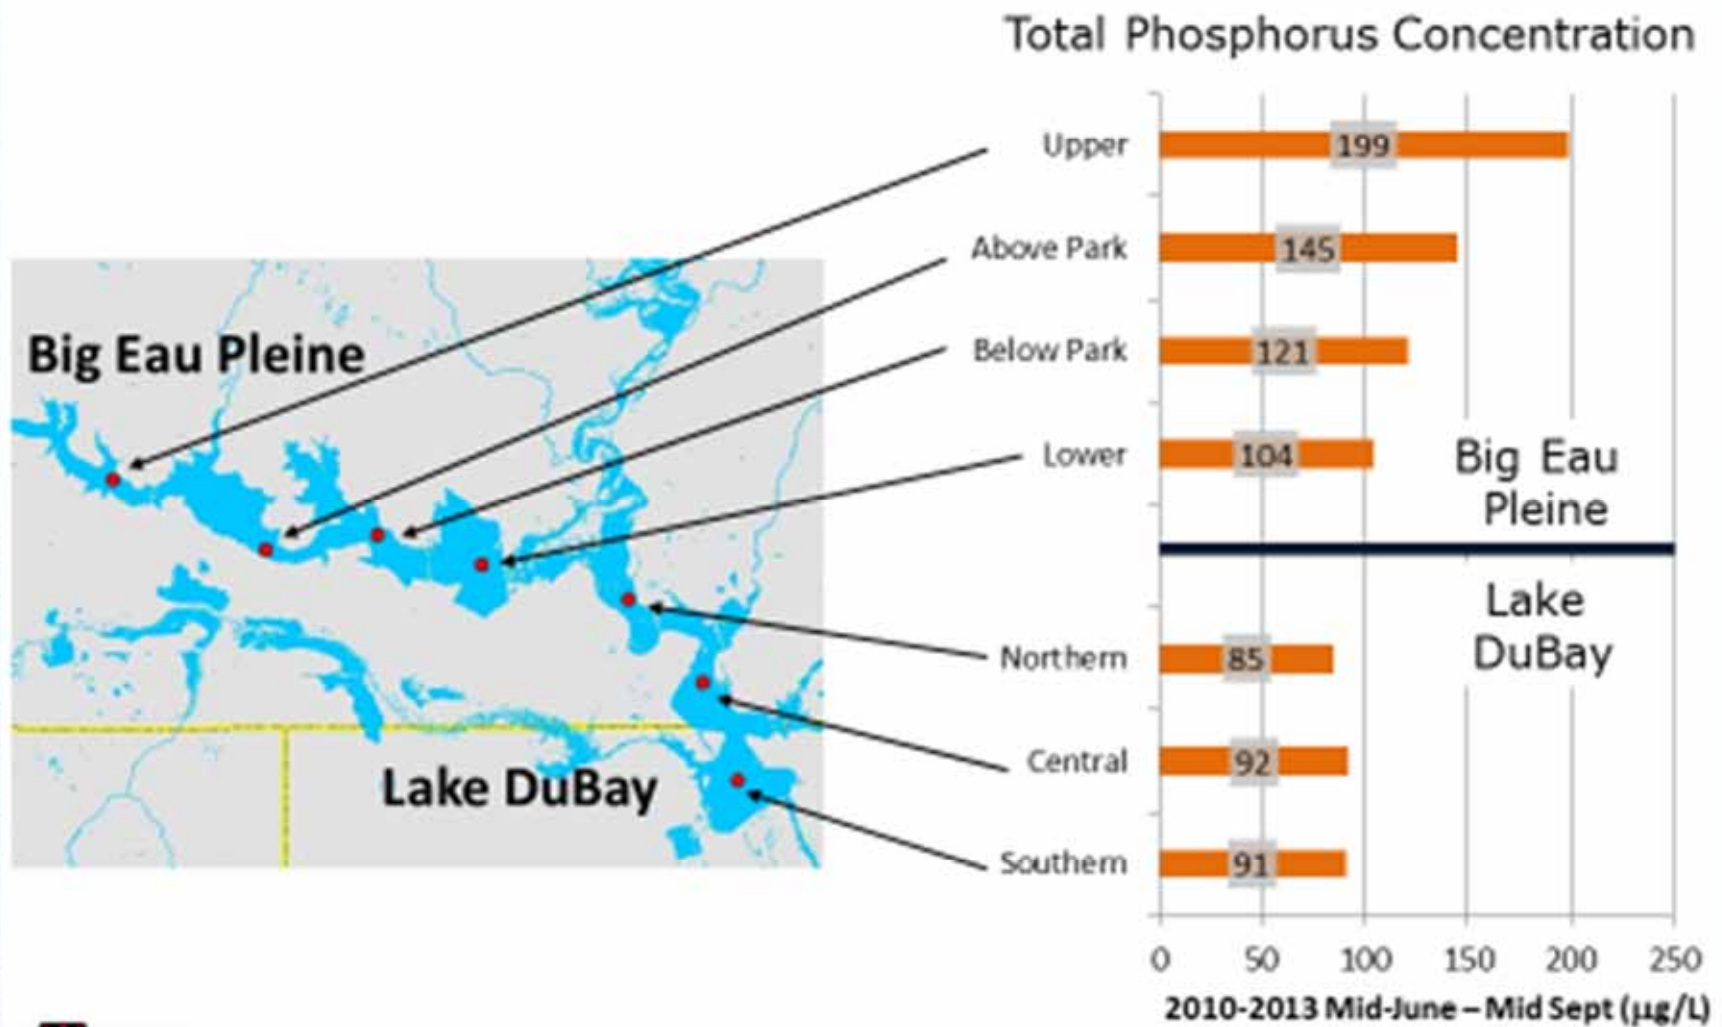 Total Phosphorus Concentration
Upper
199
Above Park
145
Below Park
121
Lower
104
Big Eau
Pleine
Lake
DuBay
Northern
85
Central
92
Southern
91
0 50 100 150 200 250
2010-2013 Mid-June – Mid Sept (µg/L)
Big Eau Pleine
Lake DuBay